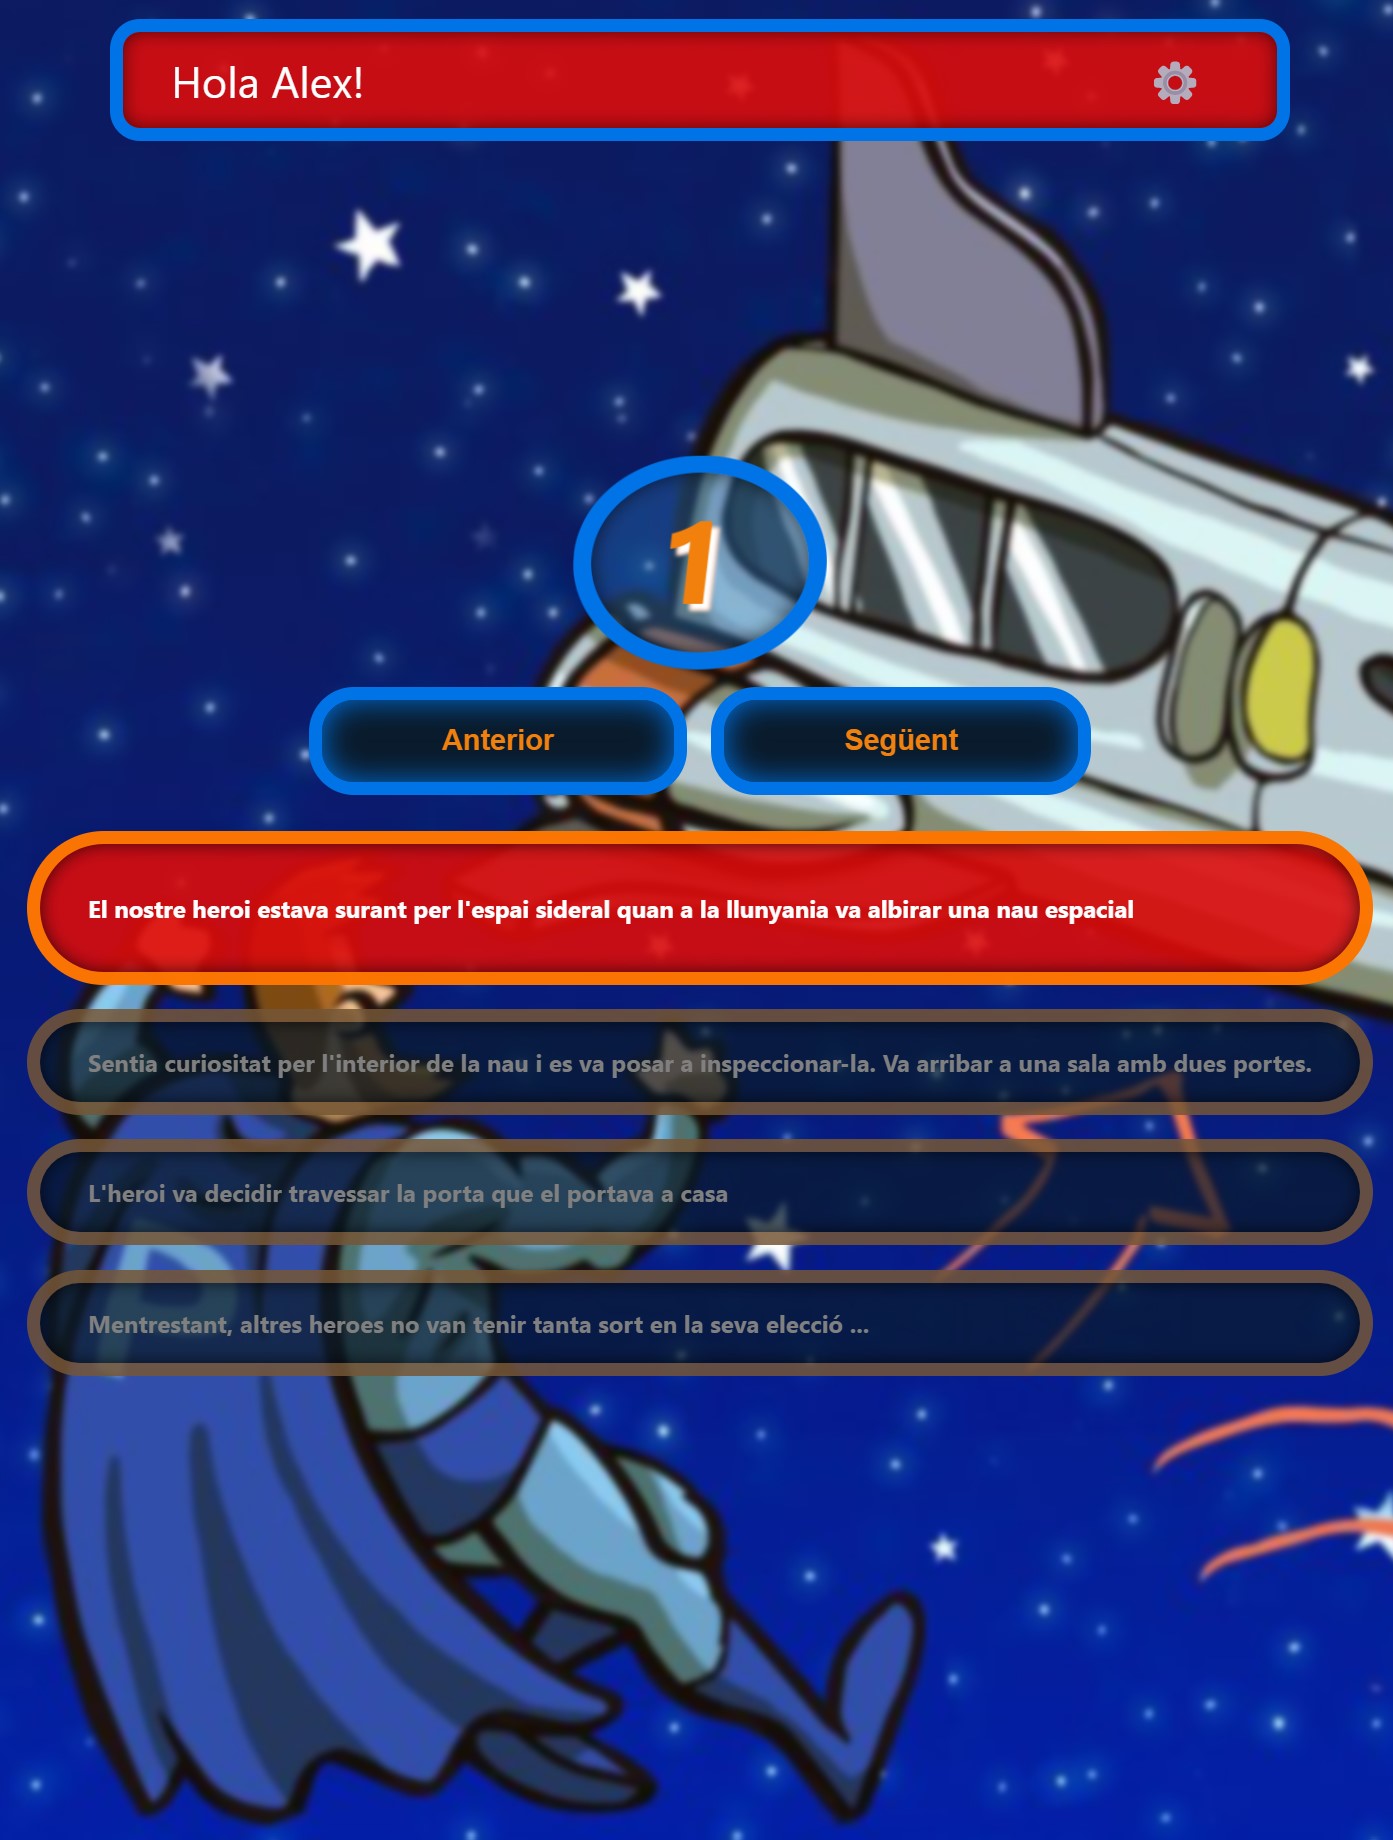 Hola Alex!
1
Anterior
Següent
El nostre heroi estava surant per l'espai sideral quan a la llunyania va albirar una nau espacial
Sentia curiositat per l'interior de la nau i es va posar a inspeccionar-la. Va arribar a una sala amb dues portes.
L'heroi va decidir travessar la porta que el portava a casa
Mentrestant, altres heroes no van tenir tanta sort en la seva elecció ...